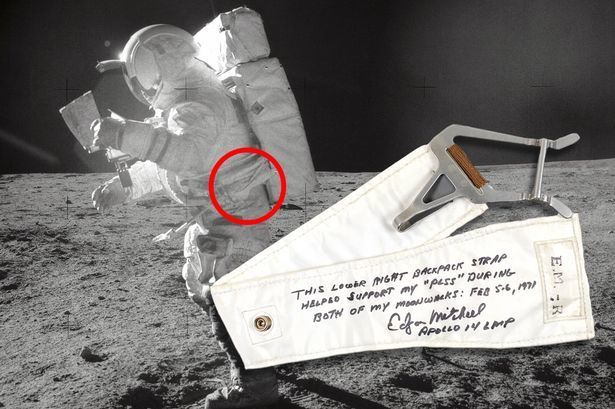 THIS LOWER RIGHT BACKPACK STRAP
HELPED SUPPORT MY "PLSS" DURING
BOTH OF MY MOONWALKS: FEB 5-6, 1971
Edgar Mitchell
APOLLO 14 LMP
E.M.-R